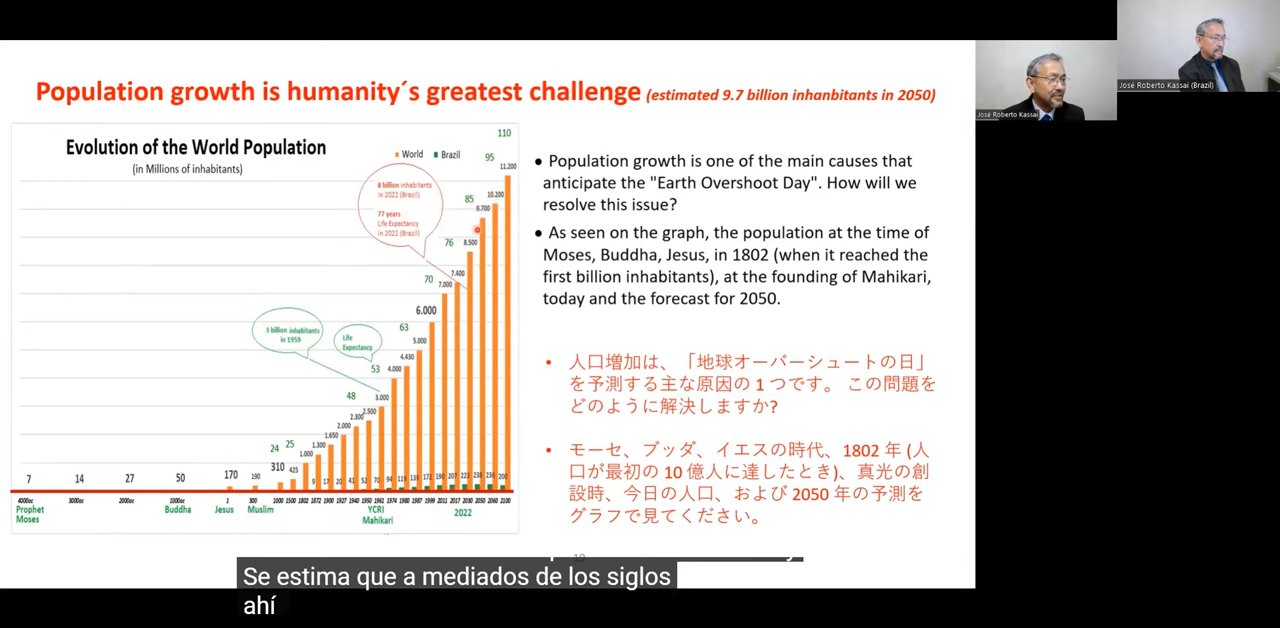 Population growth is humanity´s greatest challenge (estimated 9.7 billion inhanbitants in 2050)
Evolution of the World Population
(in Millions of inhabitants)
World Brazil
8 billion inhabitants
in 2022 (Brazil)
77 years
Life Expectancy
in 2022 (Brazil)
3 billion inhabitants
in 1959
Life
Expectancy
24 25 48 53 63 70 76 85 95 110
7 14 27 50 170 190 310 425 1.000 1.300 1.650 2.000 2.300 2.500 3.000 4.000 4.430 5.000 6.000 7.000 7.400 8.500 9.700 10.200 11.200
4000ac 3000ac 2000ac 1000ac 1 300 1000 1500 1802 1872 1900 1927 1940 1950 1961 1974 1980 1987 1999 2011 2017 2030 2050 2060 2100
Prophet
Moses
Buddha
Jesus
Muslim
YCRI
Mahikari
2022
• Population growth is one of the main causes that
anticipate the "Earth Overshoot Day". How will we
resolve this issue?
• As seen on the graph, the population at the time of
Moses, Buddha, Jesus, in 1802 (when it reached the
first billion inhabitants), at the founding of Mahikari,
today and the forecast for 2050.
• 人口増加は、「地球オーバーシュートの日」
を予測する主な原因の 1 つです。 この問題を
どのように解決しますか?
• モーセ、ブッダ、イエスの時代、1802 年 (人
口が最初の 10 億人に達したとき)、真光の創
設時、今日の人口、および 2050 年の予測を
グラフで見てください。
Se estima que a mediados de los siglos
ahí
José Roberto Kassai
José Roberto Kassai (Brazil)